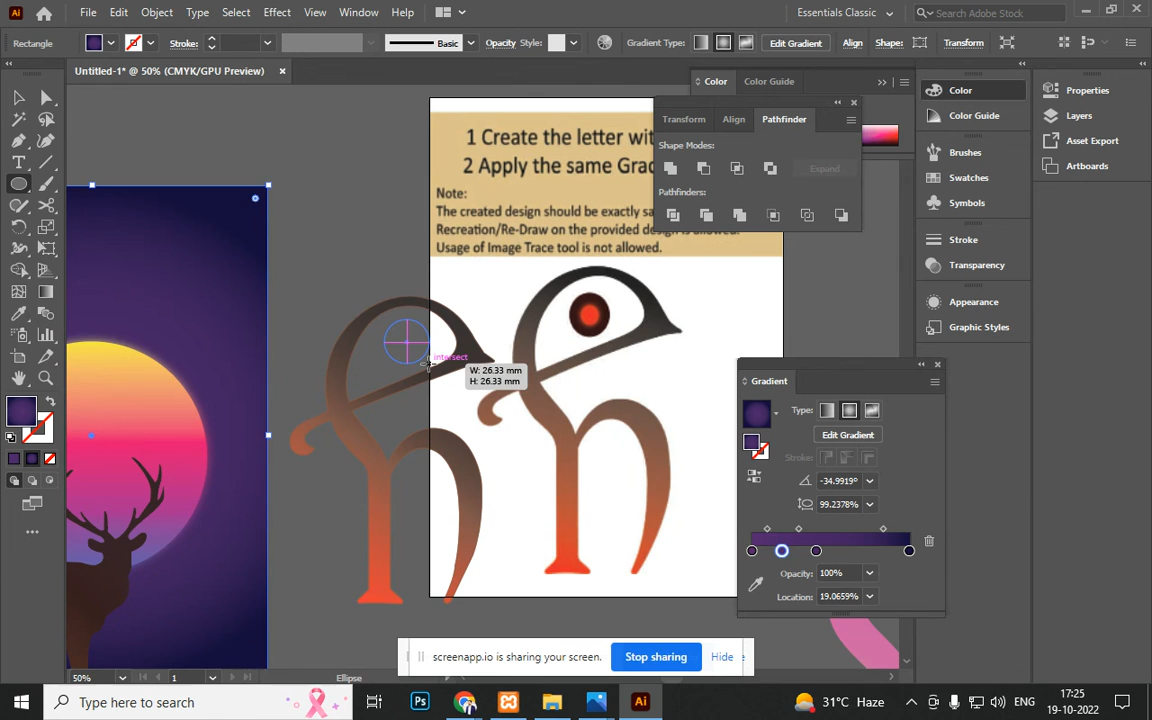 Ai
File Edit Object Type Select Effect View Window Help
Essentials Classic
Search Adobe Stock
Rectangle
Stroke:
Basic
Opacity Style:
Gradient Type:
Edit Gradient
Align
Shape:
Transform
Untitled-1* @ 50% (CMYK/GPU Preview)
Color
Color Guide
Transform
Align
Pathfinder
Shape Modes:
Expand
Pathfinders:
Color
Color Guide
Brushes
Swatches
Symbols
Stroke
Transparency
Appearance
Graphic Styles
Properties
Layers
Asset Export
Artboards
1 Create the letter wit
2 Apply the same Grad
Note:
The created design should be exactly sa
Recreation/Re-Draw on the provided design is allowed.
Usage of Image Trace tool is not allowed.
intersect
W: 26.33 mm
H: 26.33 mm
Gradient
Type:
Edit Gradient
Stroke:
-34.9919°
99.2378%
Opacity:
100%
Location:
19.0659%
screenapp.io is sharing your screen.
Stop sharing
Hide
50%
1
Ellipse
Type here to search
Ps
Ai
31°C Haze
ENG
17:25
19-10-2022